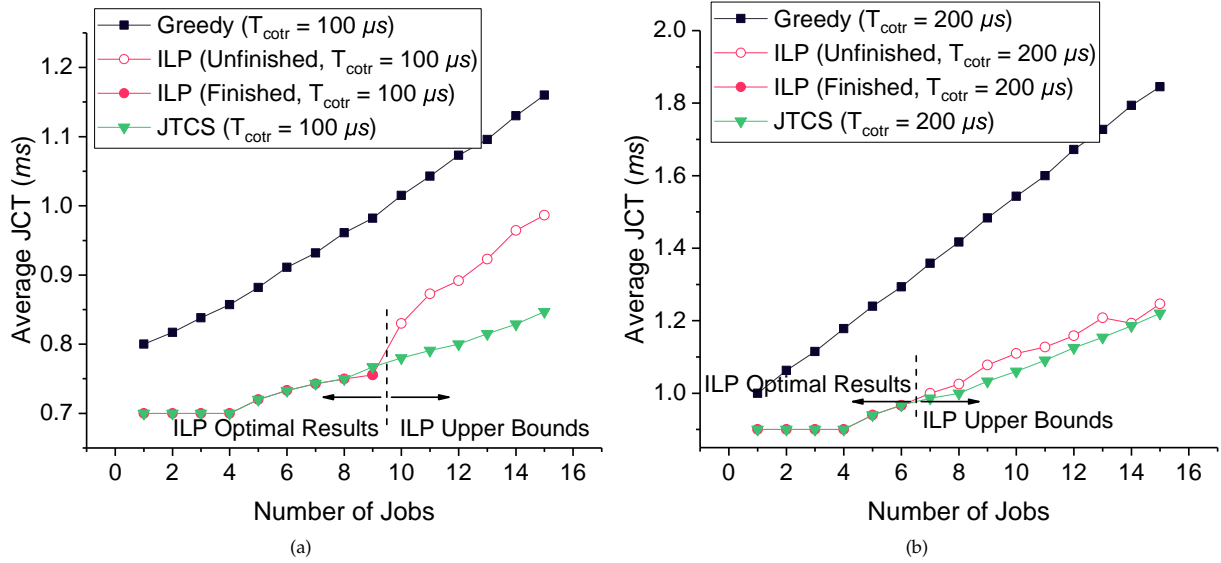 Greedy (T_cotr = 100 μs)
ILP (Unfinished, T_cotr = 100 μs)
ILP (Finished, T_cotr = 100 μs)
JTCS (T_cotr = 100 μs)
1.2
1.1
1.0
0.9
0.8
0.7
Average JCT (ms)
ILP Optimal Results
ILP Upper Bounds
0 2 4 6 8 10 12 14 16
Number of Jobs
(a)
Greedy (T_cotr = 200 μs)
ILP (Unfinished, T_cotr = 200 μs)
ILP (Finished, T_cotr = 200 μs)
JTCS (T_cotr = 200 μs)
2.0
1.8
1.6
1.4
1.2
1.0
Average JCT (ms)
ILP Optimal Results
ILP Upper Bounds
0 2 4 6 8 10 12 14 16
Number of Jobs
(b)